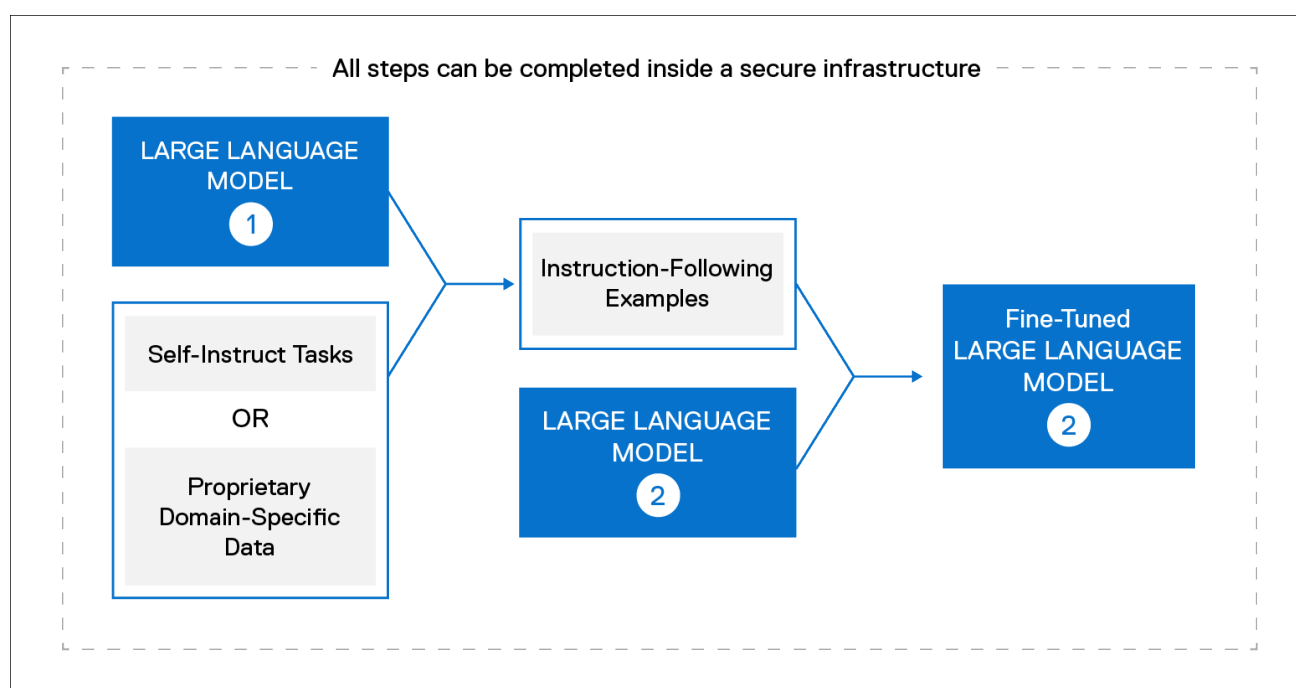 All steps can be completed inside a secure infrastructure
LARGE LANGUAGE
MODEL
1
Self-Instruct Tasks
OR
Proprietary
Domain-Specific
Data
Instruction-Following
Examples
LARGE LANGUAGE
MODEL
2
Fine-Tuned
LARGE LANGUAGE
MODEL
2